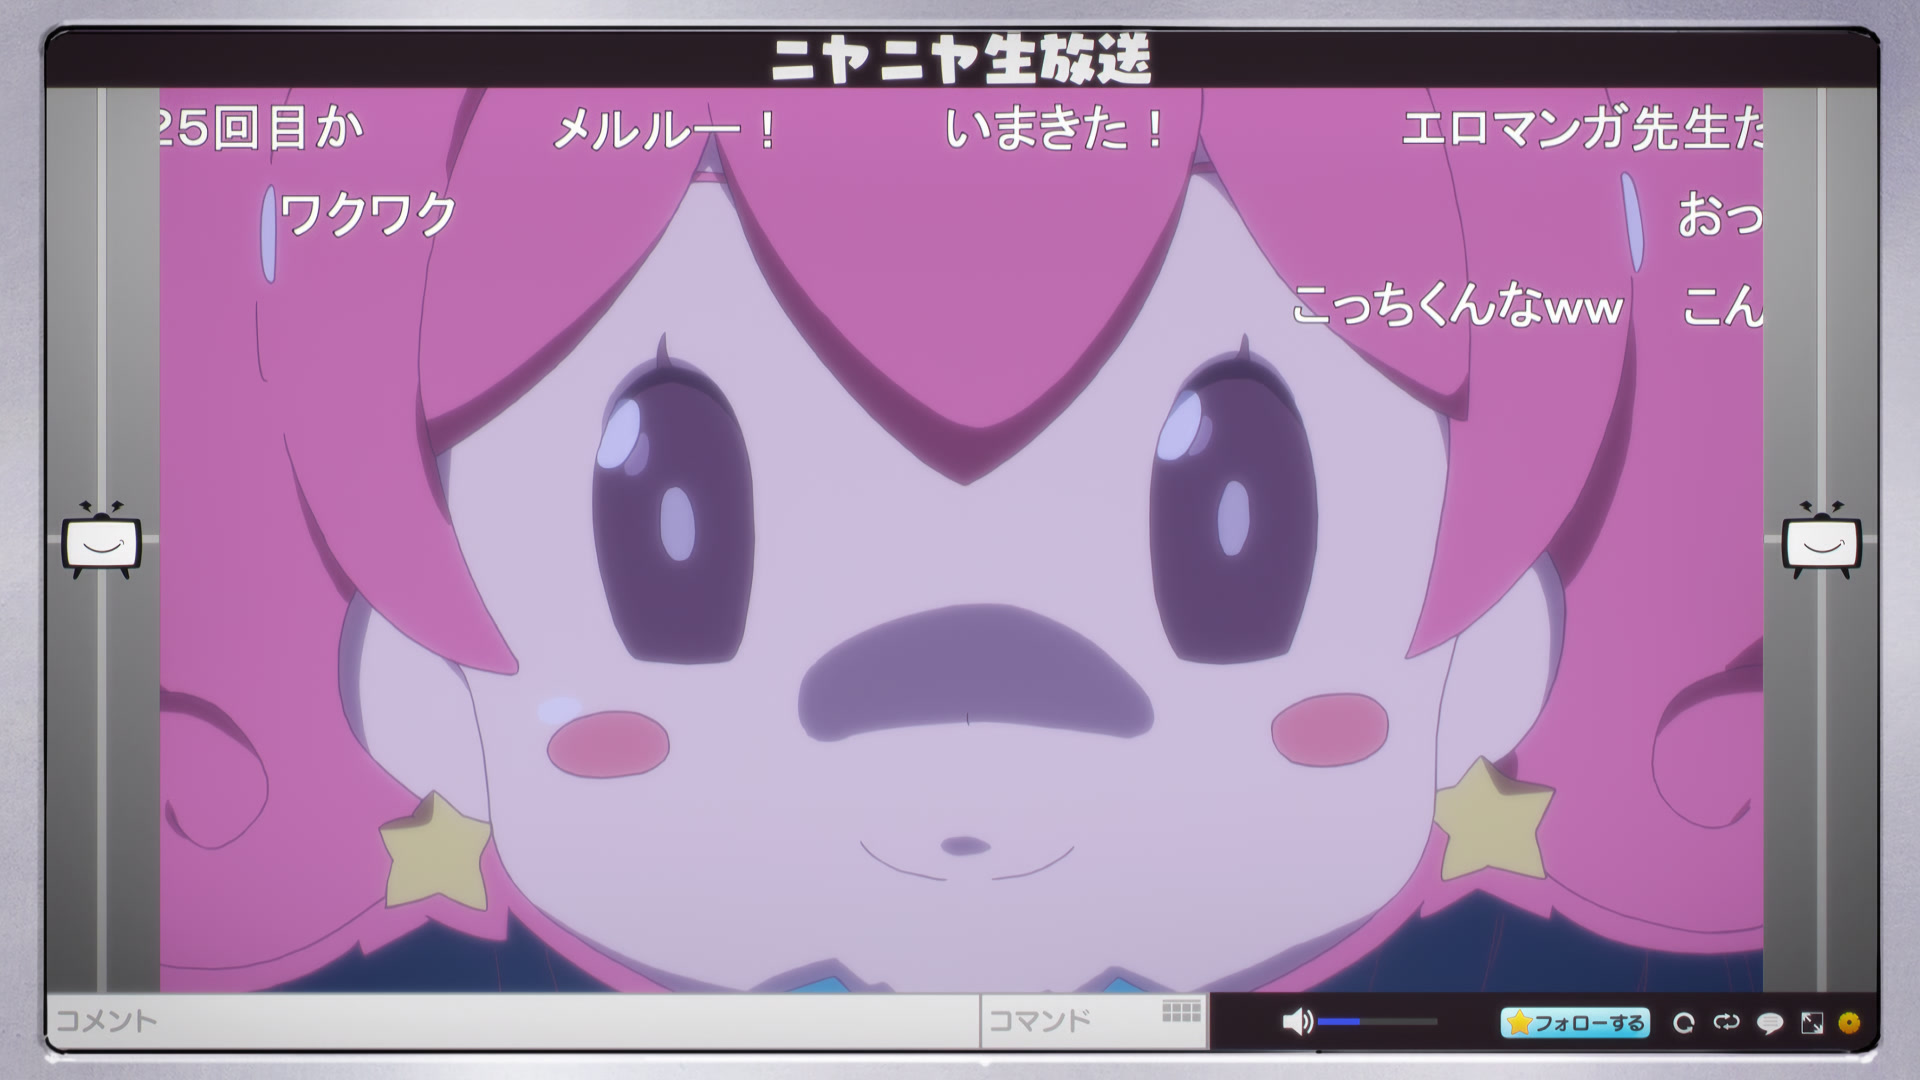 ニヤニヤ生放送
25回目か
メルルー！
いまきた！
エロマンガ先生た
ワクワク
おっ
こっちくんなww
こん
コメント
コマンド
フォローする